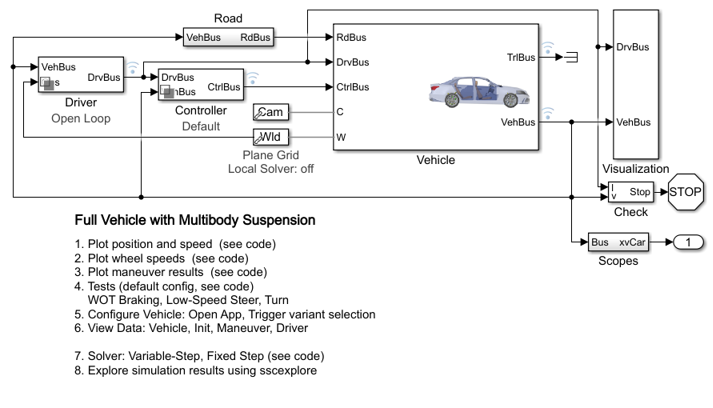 Road
VehBus RdBus
VehBus
DrvBus
Driver
Open Loop
DrvBus
CtrlBus
Controller
Default
RdBus
DrvBus
CtrlBus
C
W
TrlBus
VehBus
Vehicle
Cam
Wld
Plane Grid
Local Solver: off
DrvBus
VehBus
Visualization
I
v
Stop
Check
STOP
Bus xvCar
Scopes
1
Full Vehicle with Multibody Suspension
1. Plot position and speed (see code)
2. Plot wheel speeds (see code)
3. Plot maneuver results (see code)
4. Tests (default config, see code)
WOT Braking, Low-Speed Steer, Turn
5. Configure Vehicle: Open App, Trigger variant selection
6. View Data: Vehicle, Init, Maneuver, Driver
7. Solver: Variable-Step, Fixed Step (see code)
8. Explore simulation results using sscexplore